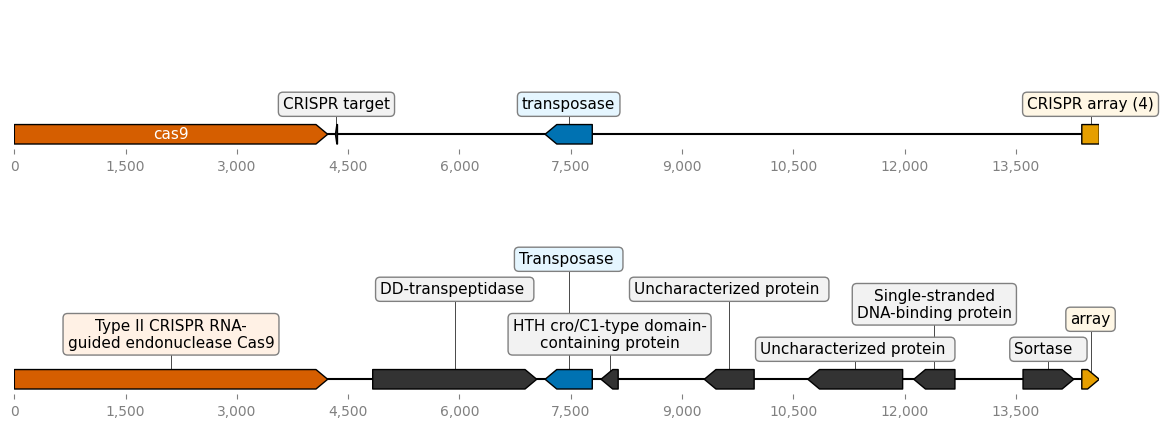 CRISPR target
transposase
CRISPR array (4)
cas9
0 1,500 3,000 4,500 6,000 7,500 9,000 10,500 12,000 13,500
Transposase
DD-transpeptidase
Uncharacterized protein
Single-stranded
DNA-binding protein
Type II CRISPR RNA-
guided endonuclease Cas9
HTH cro/C1-type domain-
containing protein
array
Uncharacterized protein
Sortase
0 1,500 3,000 4,500 6,000 7,500 9,000 10,500 12,000 13,500